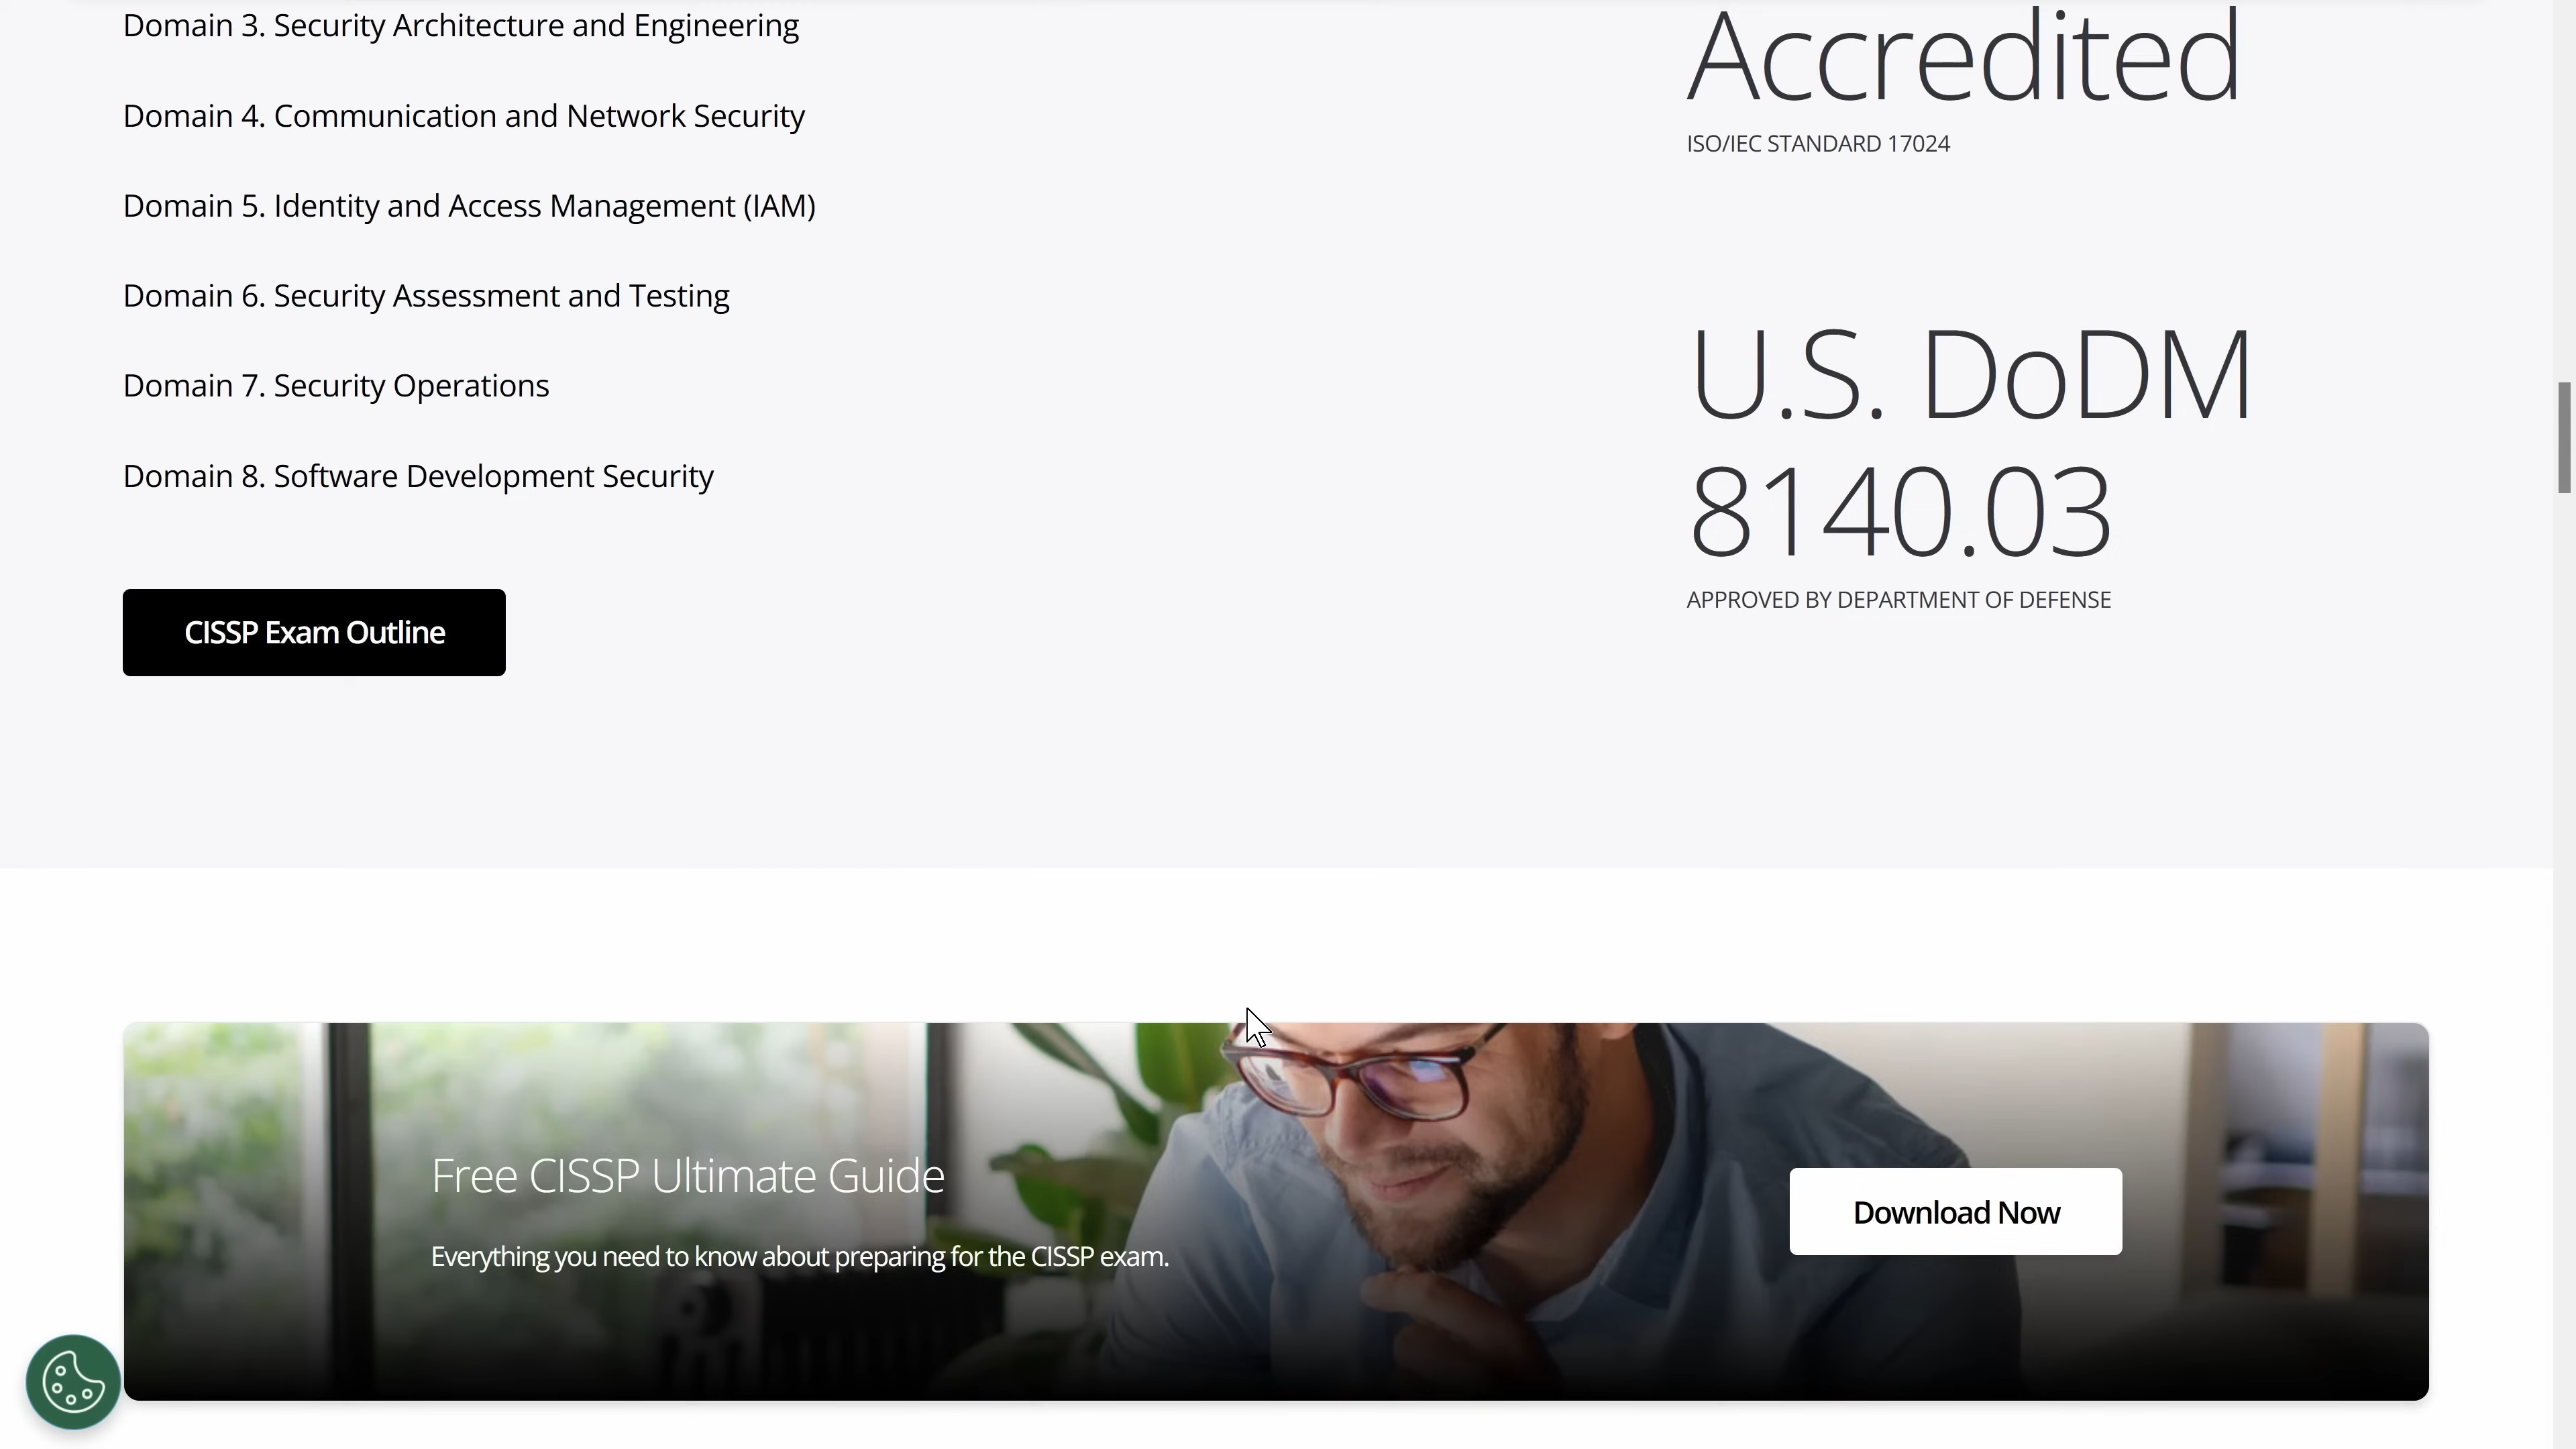 Domain 3. Security Architecture and Engineering
Domain 4. Communication and Network Security
Domain 5. Identity and Access Management (IAM)
Domain 6. Security Assessment and Testing
Domain 7. Security Operations
Domain 8. Software Development Security
CISSP Exam Outline
Accredited
ISO/IEC STANDARD 17024
U.S. DoDM
8140.03
APPROVED BY DEPARTMENT OF DEFENSE
Free CISSP Ultimate Guide
Everything you need to know about preparing for the CISSP exam.
Download Now